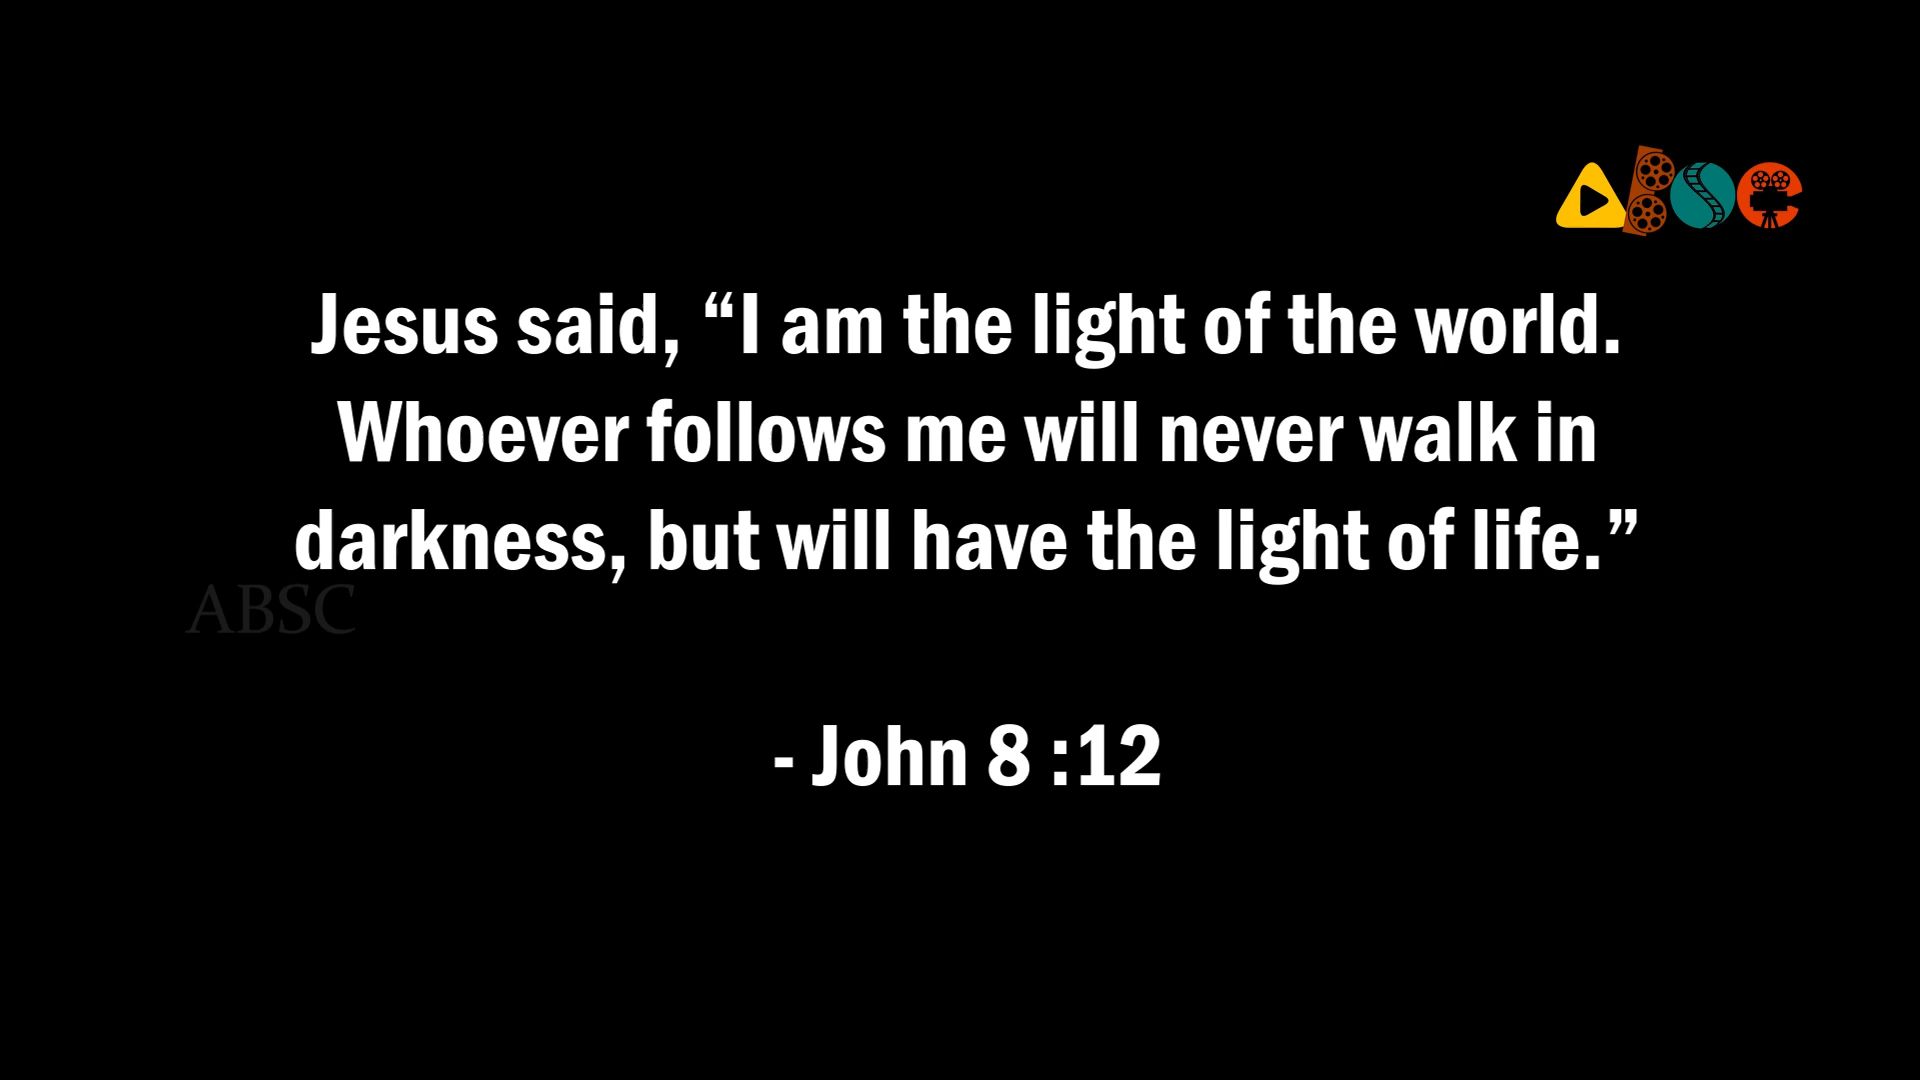 ABSC
Jesus said, “I am the light of the world.
Whoever follows me will never walk in
darkness, but will have the light of life.”
ABSC
- John 8 :12